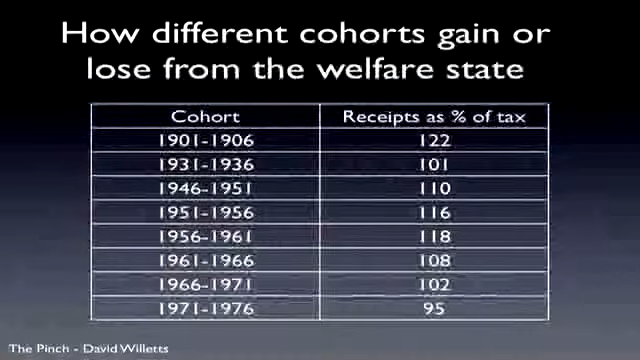 How different cohorts gain or
lose from the welfare state
Cohort Receipts as % of tax
1901-1906 122
1931-1936 101
1946-1951 110
1951-1956 116
1956-1961 118
1961-1966 108
1966-1971 102
1971-1976 95
The Pinch - David Willetts